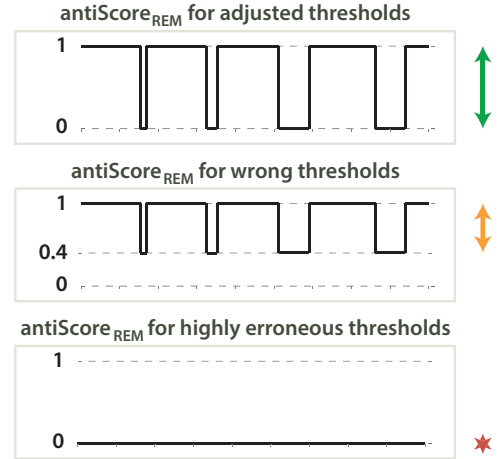 antiScoreREM for adjusted thresholds
1
0
antiScoreREM for wrong thresholds
1
0.4
0
antiScoreREM for highly erroneous thresholds
1
0